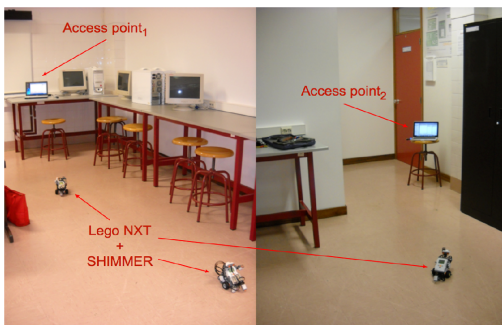 Access point₁
Access point₂
Lego NXT
+
SHIMMER